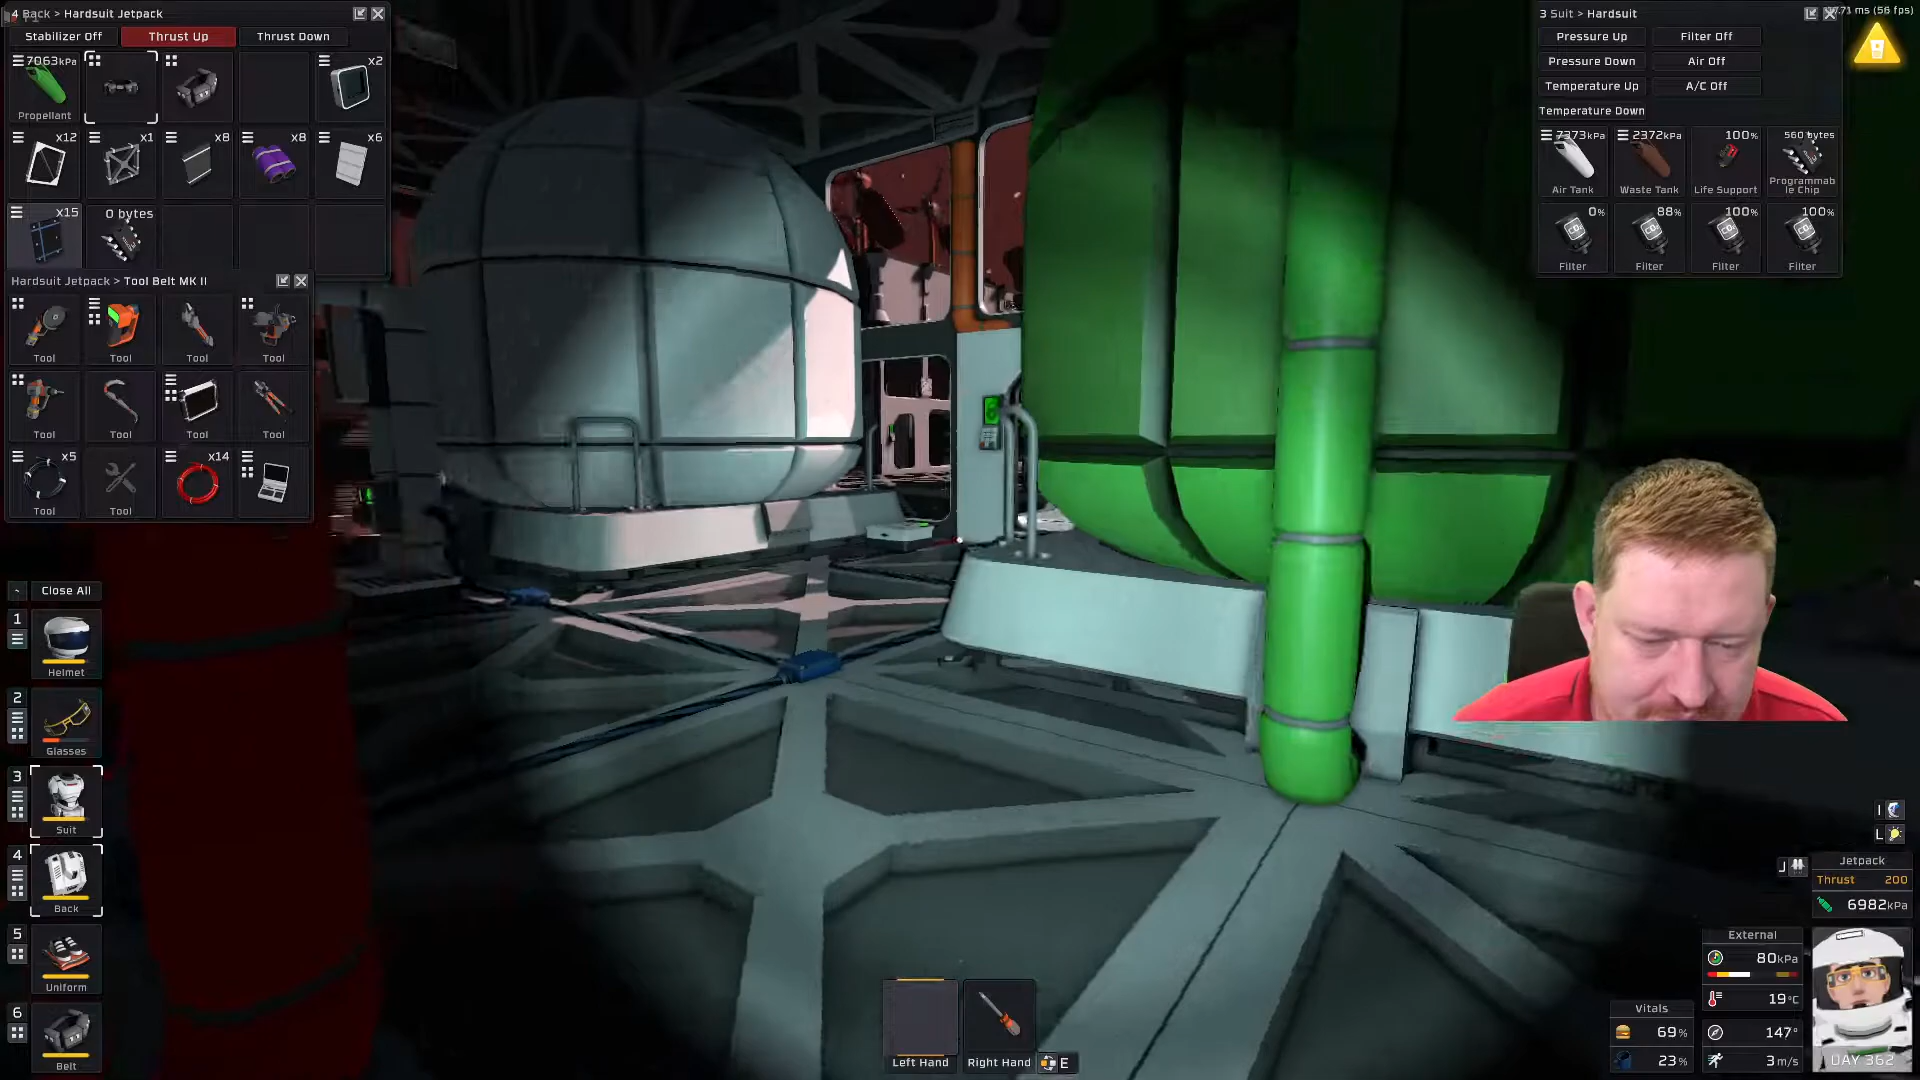 4 Back > Hardsuit Jetpack
Stabilizer Off
Thrust Up
Thrust Down
7063kPa
x2
Propellant
x12
x1
x8
x8
x6
x15
0 bytes
Hardsuit Jetpack > Tool Belt MK II
Tool
Tool
Tool
Tool
Tool
Tool
Tool
Tool
x5
x14
Tool
Tool
Tool
~
Close All
1
Helmet
2
Glasses
3
Suit
4
Back
5
Uniform
6
Belt
3 Suit > Hardsuit
Pressure Up
Filter Off
Pressure Down
Air Off
Temperature Up
A/C Off
Temperature Down
7373kPa
2372kPa
100%
560 bytes
Air Tank
Waste Tank
Life Support
Programmab
le Chip
0%
88%
100%
100%
Filter
Filter
Filter
Filter
I
L
J
Jetpack
Thrust 200
6982kPa
External
80kPa
19°C
147°
3m/s
Vitals
69%
23%
DAY 362
Left Hand
Right Hand
E